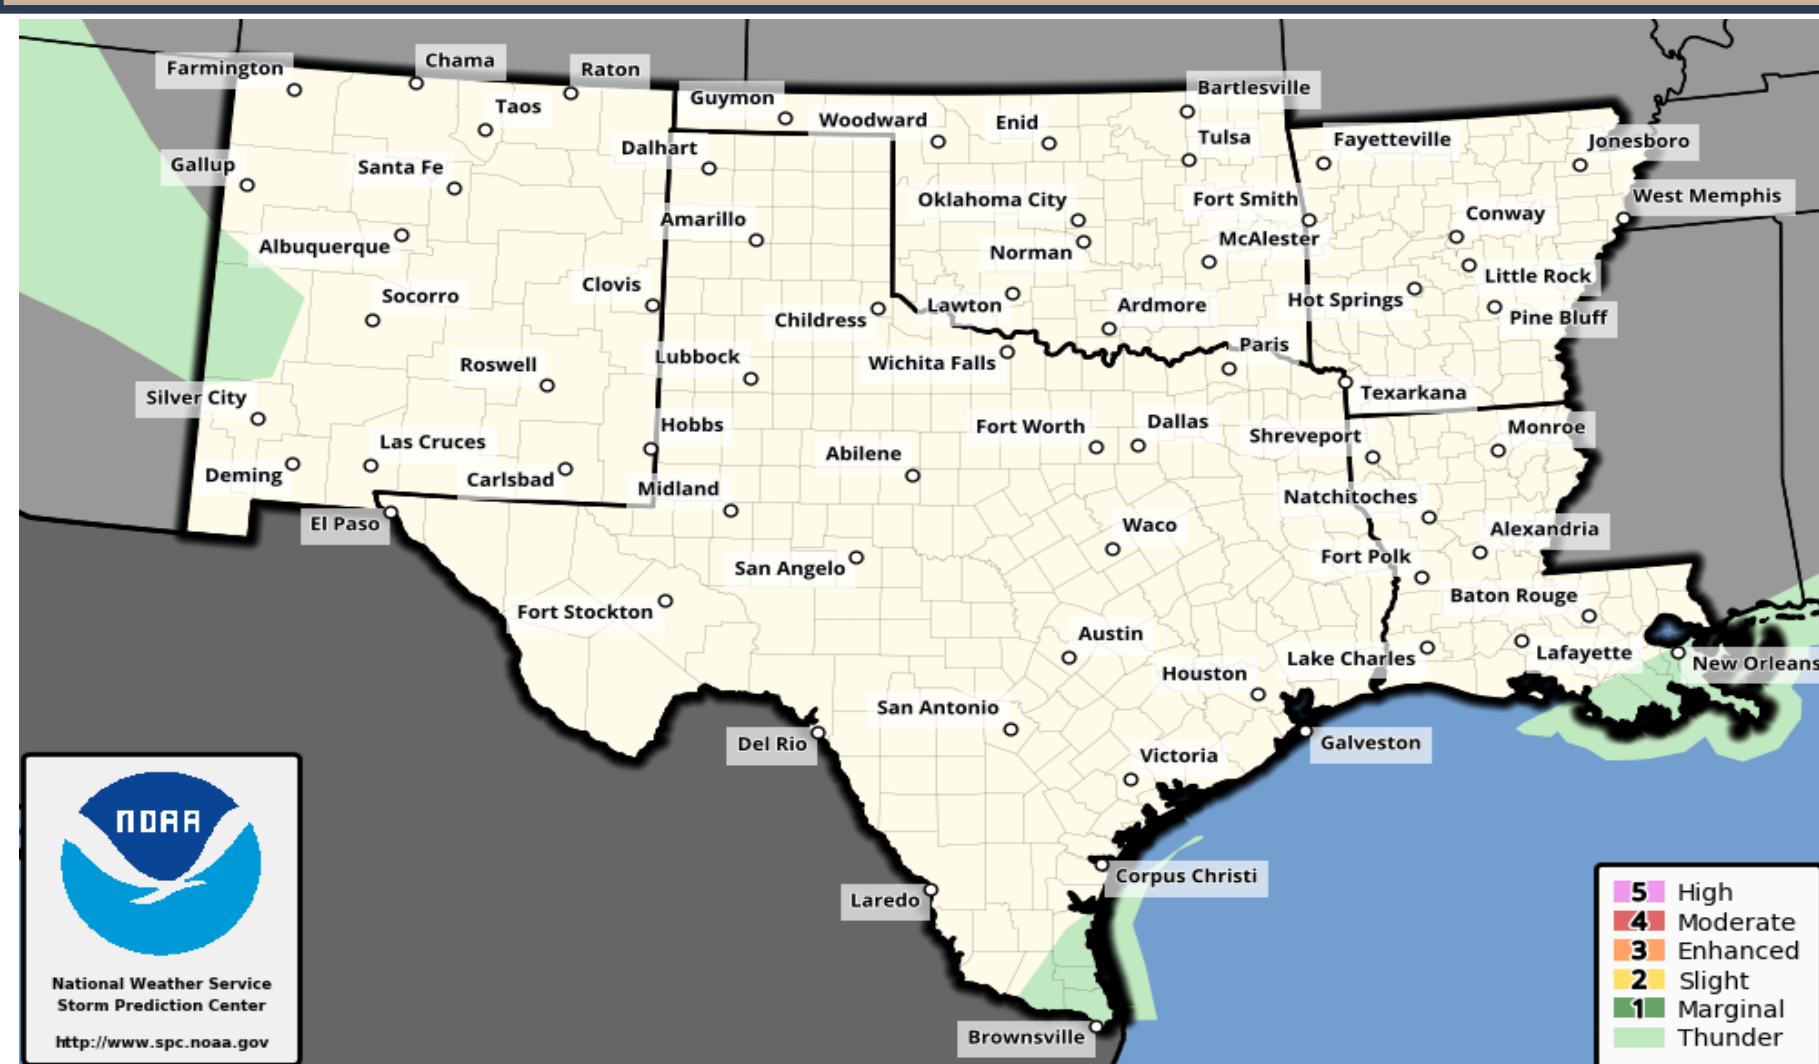 Farmington
Chama
Raton
Taos
Guymon
Woodward
Enid
Bartlesville
Tulsa
Fayetteville
Jonesboro
Gallup
Santa Fe
Dalhart
Amarillo
Oklahoma City
Fort Smith
Conway
West Memphis
Albuquerque
Norman
McAlester
Little Rock
Socorro
Clovis
Childress
Lawton
Ardmore
Hot Springs
Pine Bluff
Roswell
Lubbock
Wichita Falls
Paris
Silver City
Texarkana
Las Cruces
Hobbs
Abilene
Fort Worth
Dallas
Shreveport
Monroe
Deming
Carlsbad
Midland
Natchitoches
El Paso
San Angelo
Waco
Alexandria
Fort Polk
Fort Stockton
Baton Rouge
Austin
Lake Charles
Lafayette
New Orleans
Houston
San Antonio
Del Rio
Galveston
Victoria
Corpus Christi
Laredo
Brownsville
NOAA
National Weather Service
Storm Prediction Center
http://www.spc.noaa.gov
5 High
4 Moderate
3 Enhanced
2 Slight
1 Marginal
Thunder